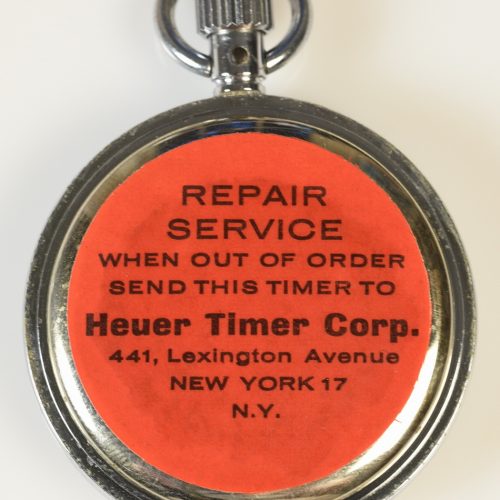 REPAIR
SERVICE
WHEN OUT OF ORDER
SEND THIS TIMER TO
Heuer Timer Corp.
441, Lexington Avenue
NEW YORK 17
N.Y.